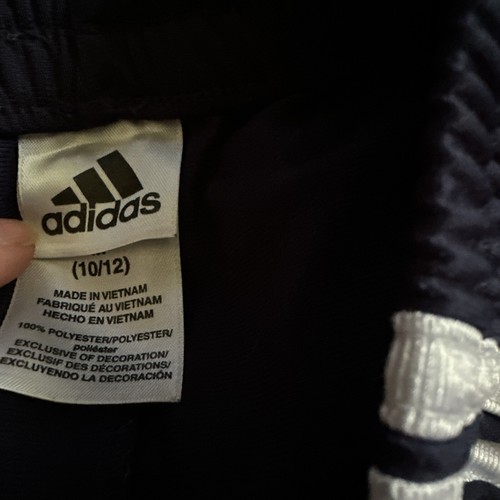 adidas
(10/12)
MADE IN VIETNAM
FABRIQUÉ AU VIETNAM
HECHO EN VIETNAM
100% POLYESTER/POLYESTER/
poliéster
EXCLUSIVE OF DECORATION/
EXCLUSIF DES DÉCORATIONS/
EXCLUYENDO LA DECORACIÓN